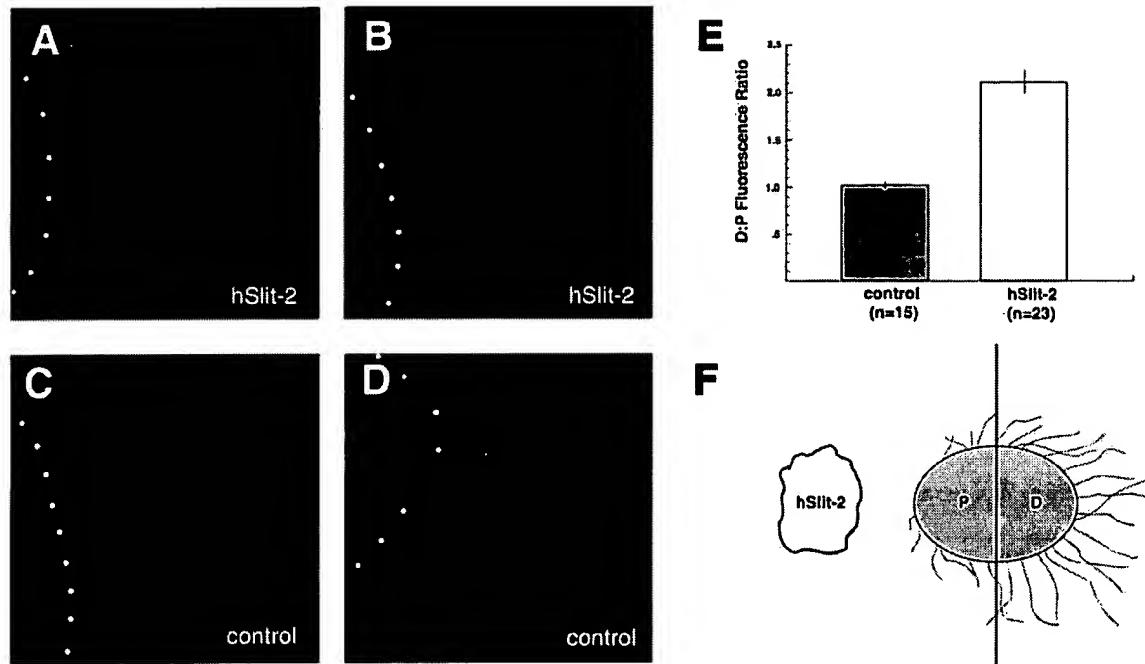 A
hSlit-2
B
hSlit-2
C
control
D
control
E
D:P Fluorescence Ratio
2.5
2.0
1.5
1.0
.5
control
(n=15)
hSlit-2
(n=23)
F
hSlit-2
P
D